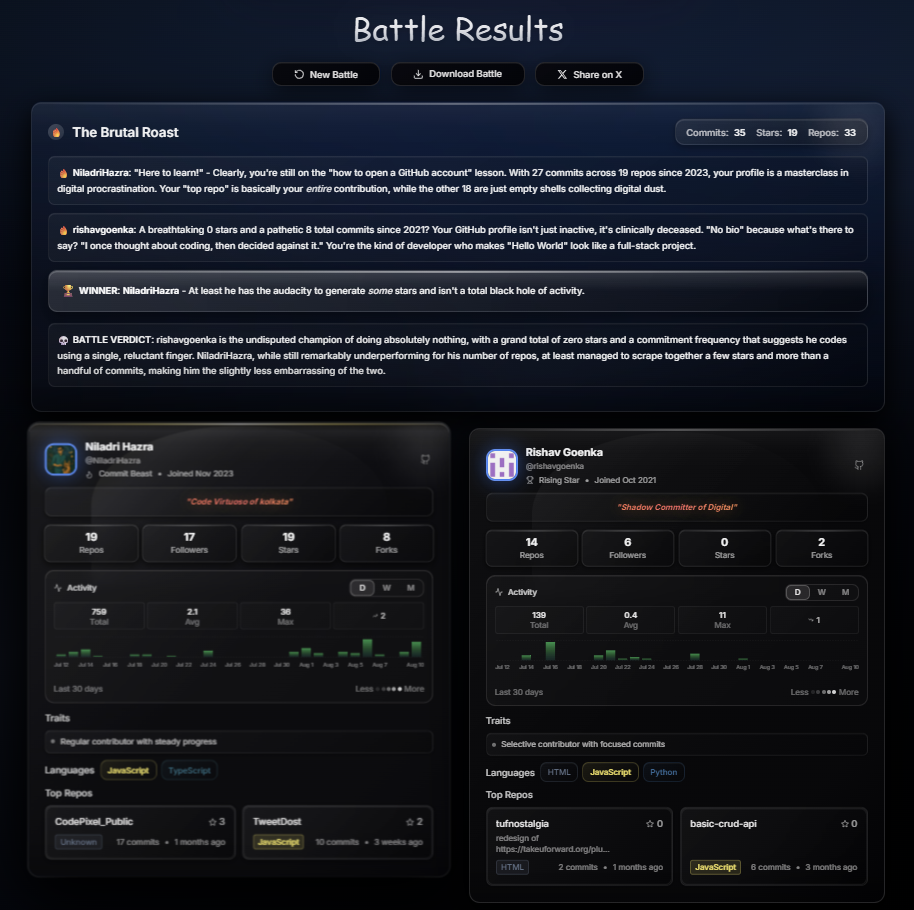 Battle Results
New Battle
Download Battle
Share on X
🔥 The Brutal Roast
Commits: 35 Stars: 19 Repos: 33
🔥 NiladriHazra: "Here to learn!" - Clearly, you're still on the "how to open a GitHub account" lesson. With 27 commits across 19 repos since 2023, your profile is a masterclass in
digital procrastination. Your "top repo" is basically your entire contribution, while the other 18 are just empty shells collecting digital dust.
🔥 rishavgoenka: A breathtaking 0 stars and a pathetic 8 total commits since 2021? Your GitHub profile isn't just inactive, it's clinically deceased. "No bio" because what's there to
say? "I once thought about coding, then decided against it." You're the kind of developer who makes "Hello World" look like a full-stack project.
🏆 WINNER: NiladriHazra - At least he has the audacity to generate some stars and isn't a total black hole of activity.
💀 BATTLE VERDICT: rishavgoenka is the undisputed champion of doing absolutely nothing, with a grand total of zero stars and a commitment frequency that suggests he codes
using a single, reluctant finger. NiladriHazra, while still remarkably underperforming for his number of repos, at least managed to scrape together a few stars and more than a
handful of commits, making him the slightly less embarrassing of the two.
Niladri Hazra
@NiladriHazra
Commit Beast • Joined Nov 2023
"Code Virtuoso of kolkata"
19 17 19 8
Repos Followers Stars Forks
Activity
D W M
759 2.1 36 ~ 2
Total Avg Max
Jul 12 Jul 14 Jul 16 Jul 18 Jul 20 Jul 22 Jul 24 Jul 26 Jul 28 Jul 30 Aug 1 Aug 3 Aug 5 Aug 7 Aug 10
Last 30 days
Less More
Traits
Regular contributor with steady progress
Languages JavaScript TypeScript
Top Repos
CodePixel_Public 3
Unknown 17 commits • 1 months ago
TweetDost 2
JavaScript 10 commits • 3 weeks ago
Rishav Goenka
@rishavgoenka
Rising Star • Joined Oct 2021
"Shadow Committer of Digital"
14 6 0 2
Repos Followers Stars Forks
Activity
D W M
139 0.4 11 ~ 1
Total Avg Max
Jul 12 Jul 14 Jul 16 Jul 18 Jul 20 Jul 22 Jul 24 Jul 26 Jul 28 Jul 30 Aug 1 Aug 3 Aug 5 Aug 7 Aug 10
Last 30 days
Less More
Traits
Selective contributor with focused commits
Languages HTML JavaScript Python
Top Repos
tufnostalgia 0
redesign of
https://takeuforward.org/plu...
HTML 2 commits • 1 months ago
basic-crud-api 0
JavaScript 6 commits • 3 months ago